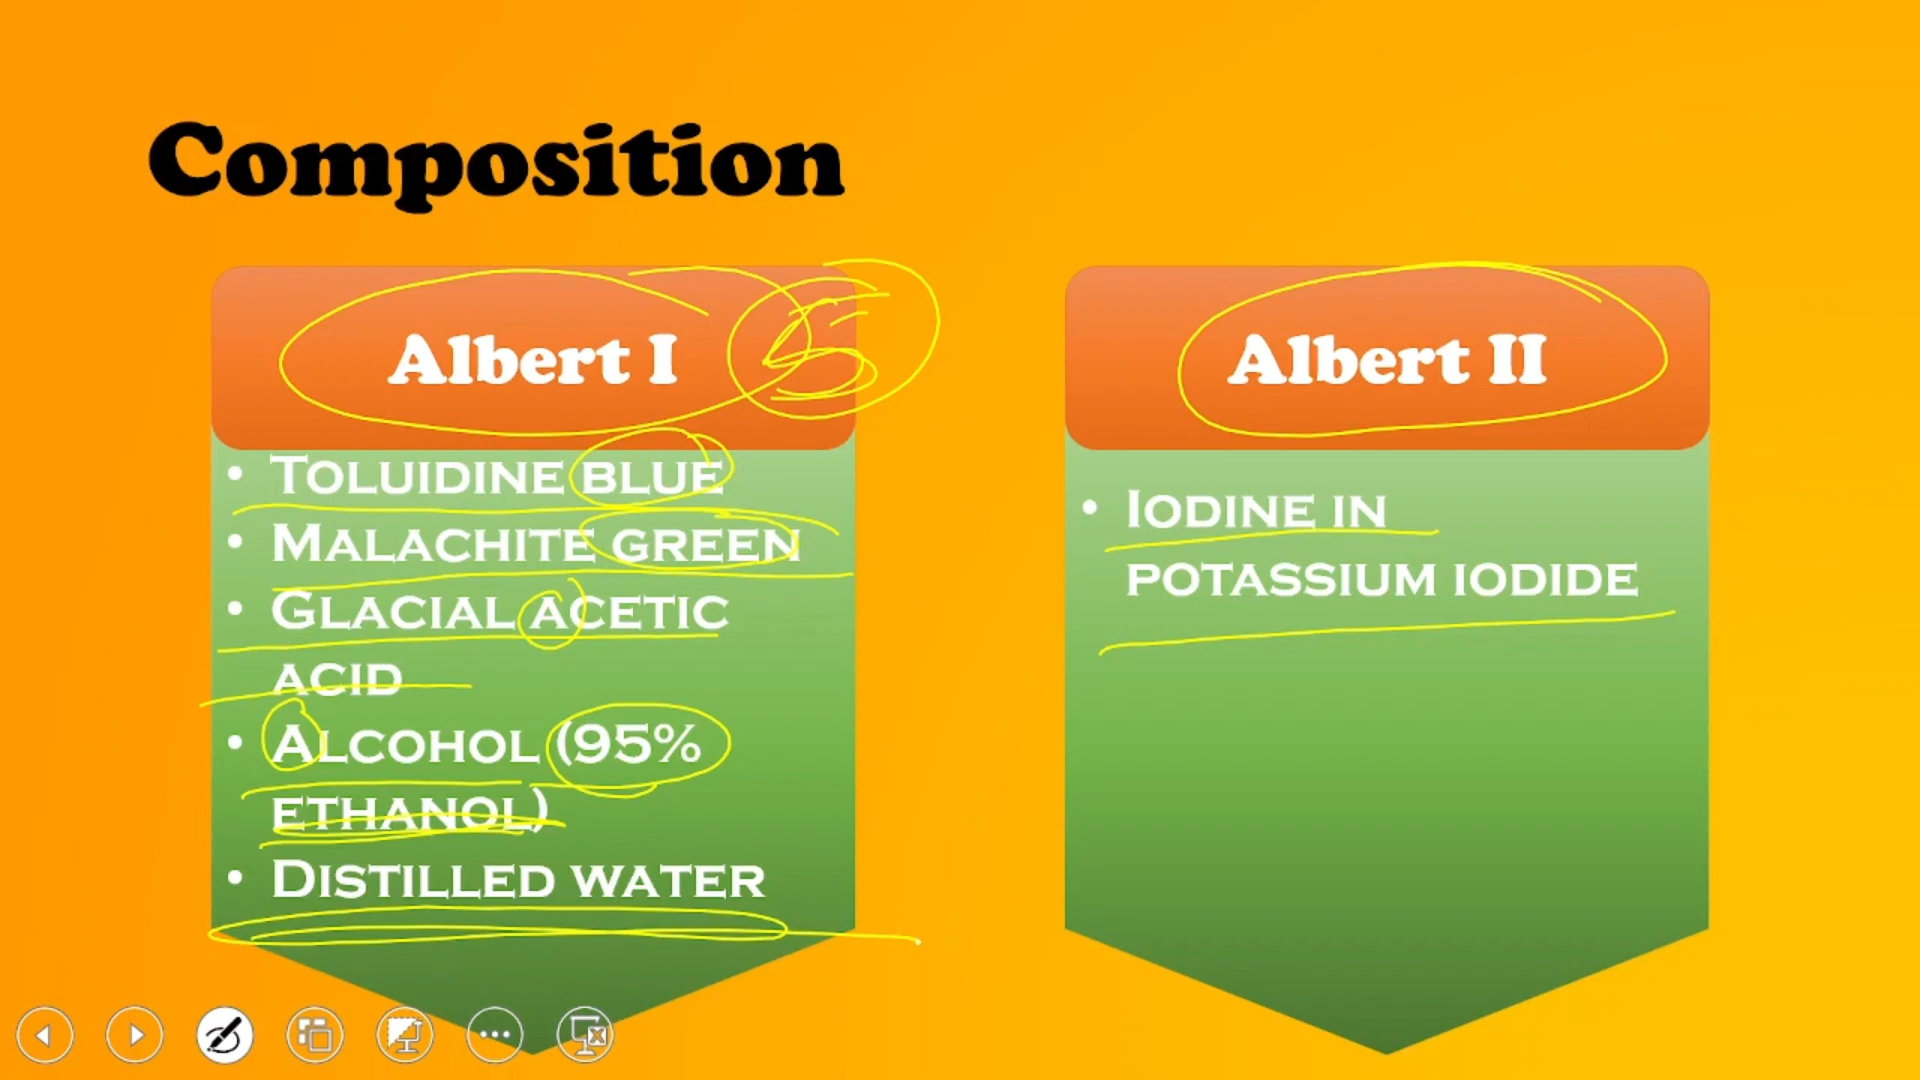 Composition
Albert I
5
• Toluidine blue
• Malachite green
• Glacial acetic
acid
• Alcohol (95%
ethanol)
• Distilled water
Albert II
• Iodine in
potassium iodide